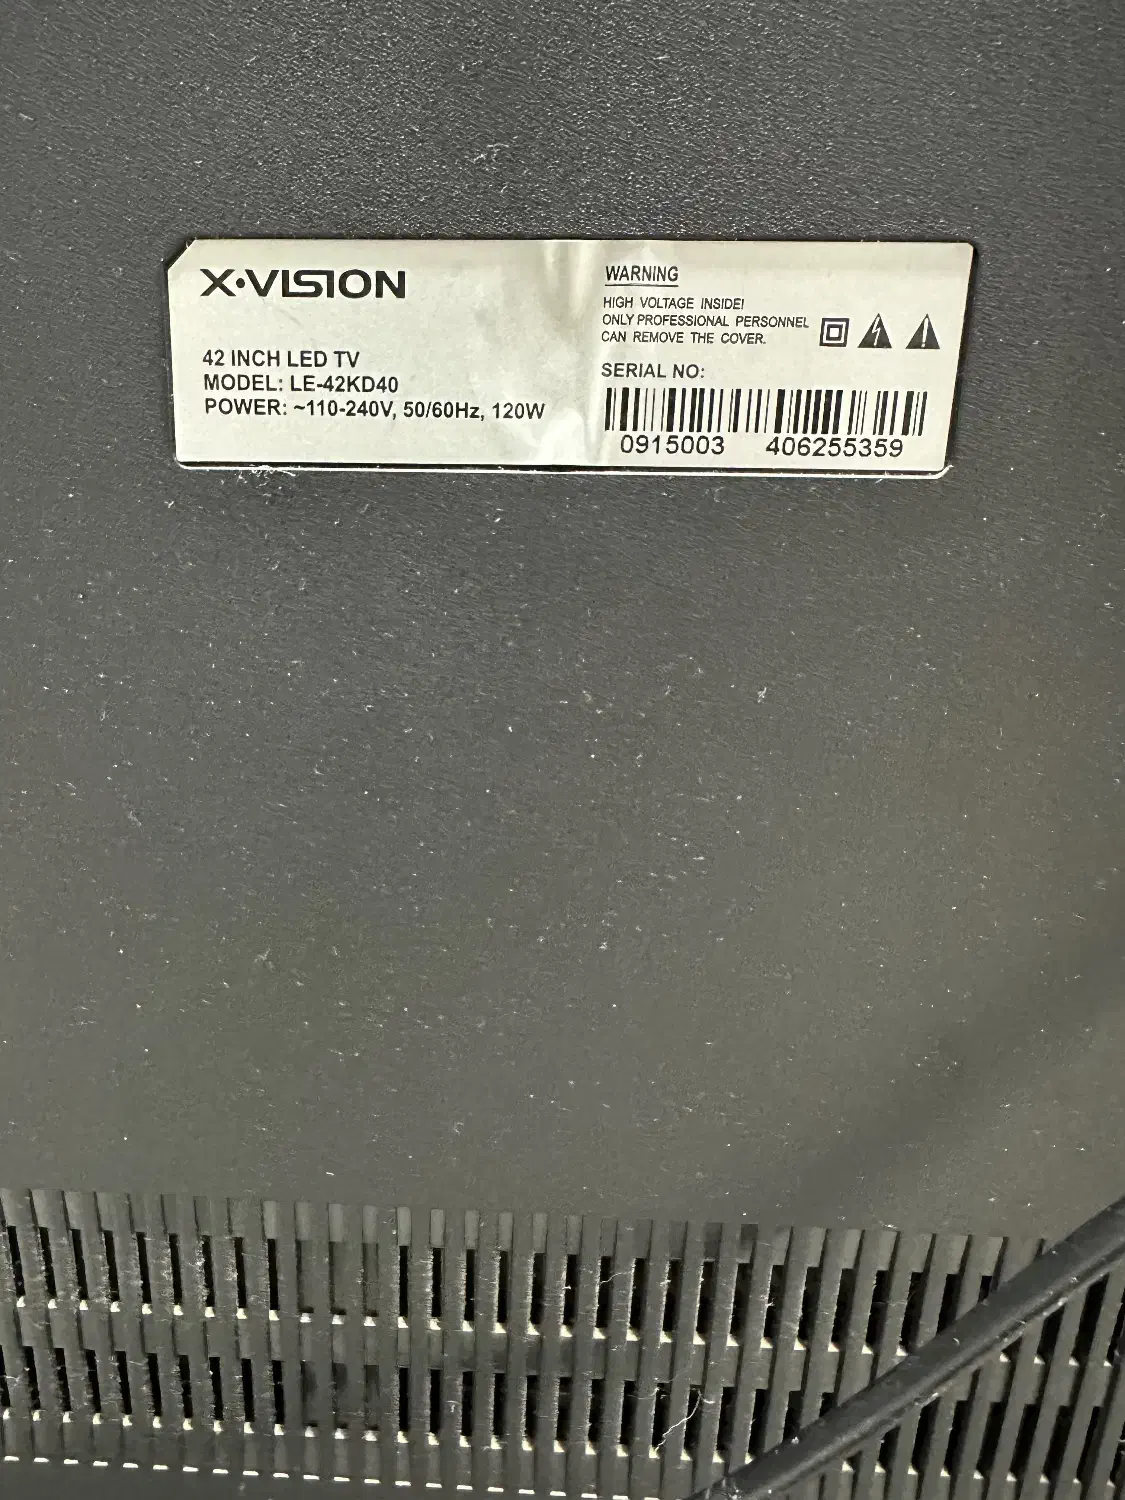 X·VISION
42 INCH LED TV
MODEL: LE-42KD40
POWER: ~110-240V, 50/60Hz, 120W
WARNING
HIGH VOLTAGE INSIDE!
ONLY PROFESSIONAL PERSONNEL
CAN REMOVE THE COVER.
SERIAL NO:
0915003 406255359